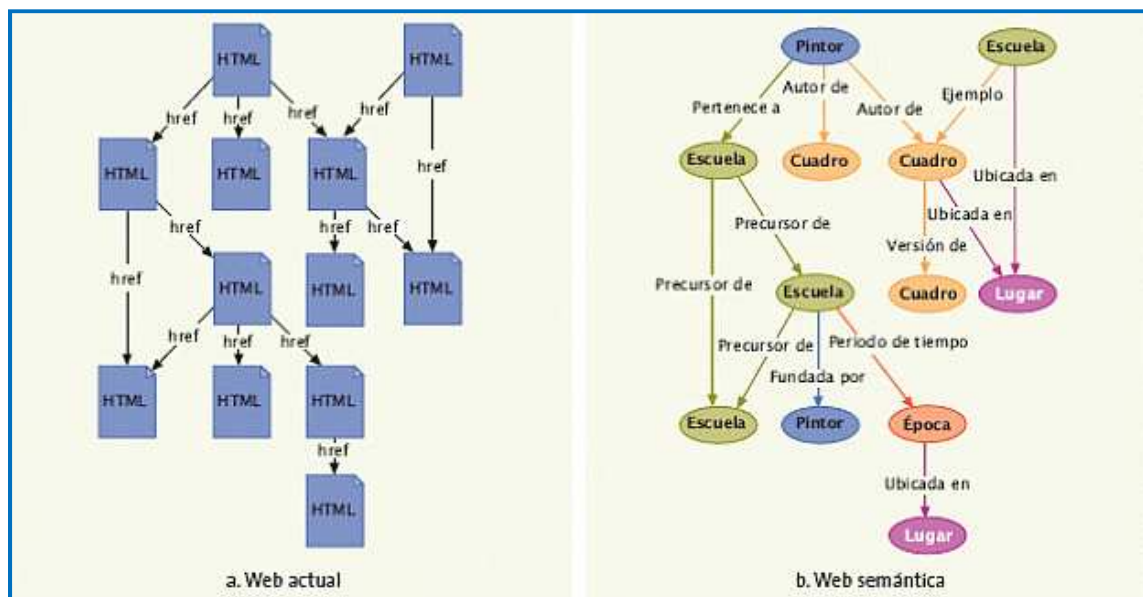 HTML
HTML
href
href
href
href
HTML
HTML
HTML
href
href
href
href
href
HTML
HTML
HTML
href
href
href
HTML
HTML
HTML
href
HTML
a. Web actual
Pintor
Escuela
Autor de
Ejemplo
Pertenece a
Autor de
Escuela
Cuadro
Cuadro
Ubicada en
Precursor de
Ubicada en
Versión de
Precursor de
Escuela
Cuadro
Lugar
Precursor de
Periodo de tiempo
Fundada por
Escuela
Pintor
Época
Ubicada en
Lugar
b. Web semántica